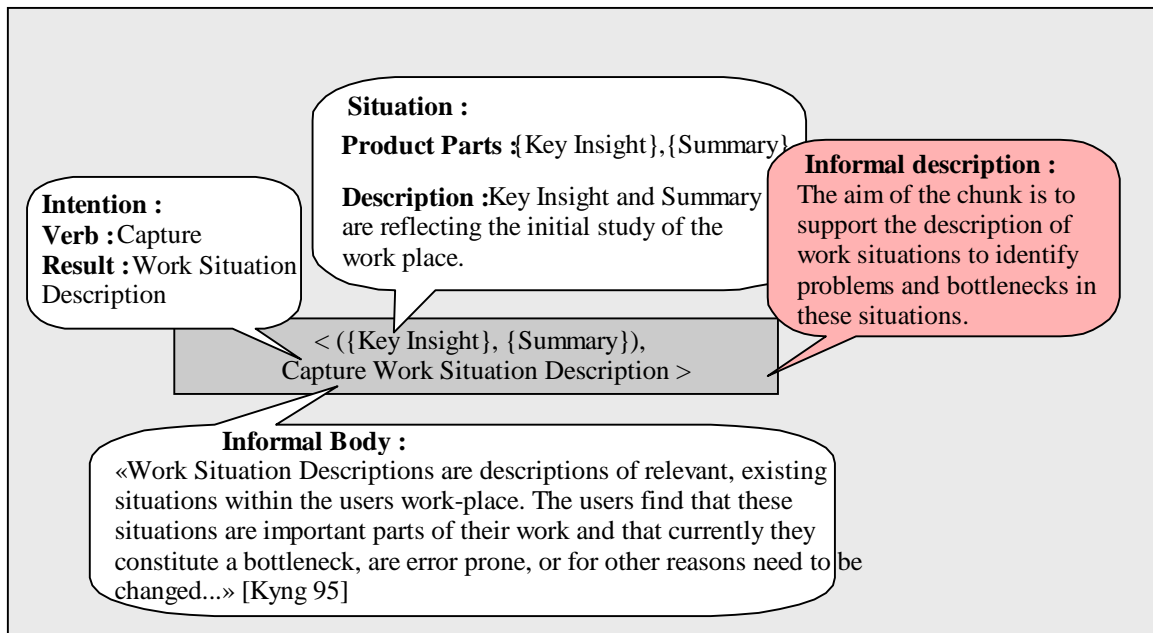 Situation :
Product Parts :{Key Insight},{Summary}
Description :Key Insight and Summary
are reflecting the initial study of the
work place.
Informal description :
The aim of the chunk is to
support the description of
work situations to identify
problems and bottlenecks in
these situations.
Intention :
Verb : Capture
Result : Work Situation
Description
< ({Key Insight}, {Summary}),
Capture Work Situation Description >
Informal Body :
«Work Situation Descriptions are descriptions of relevant, existing
situations within the users work-place. The users find that these
situations are important parts of their work and that currently they
constitute a bottleneck, are error prone, or for other reasons need to be
changed...» [Kyng 95]